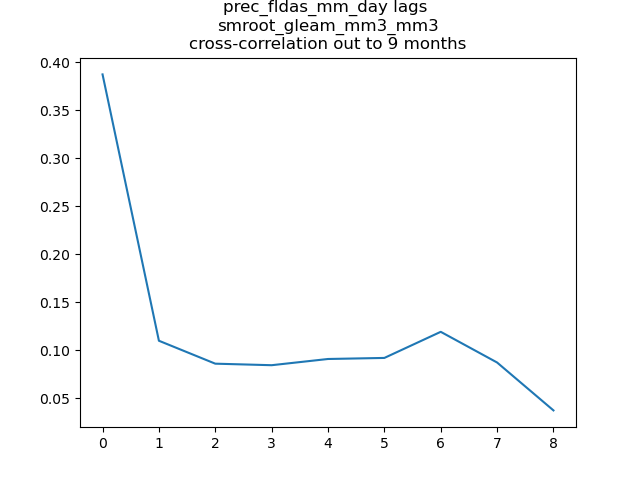 prec_fldas_mm_day lags
smroot_gleam_mm3_mm3
cross-correlation out to 9 months
0.40
0.35
0.30
0.25
0.20
0.15
0.10
0.05
0 1 2 3 4 5 6 7 8